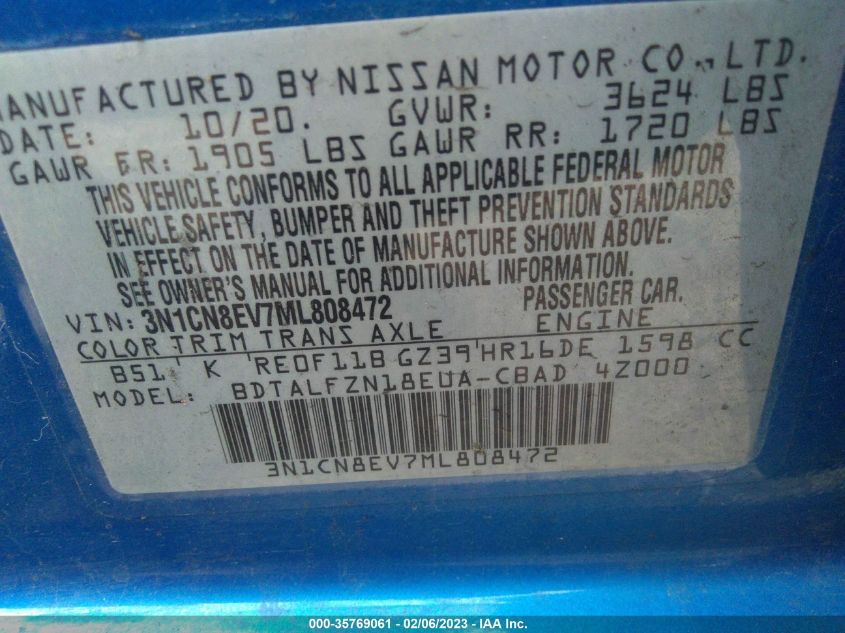 MANUFACTURED BY NISSAN MOTOR CO., LTD.
DATE: 10/20. GVWR: 3624 LBS
GAWR FR: 1905 LBS GAWR RR: 1720 LBS
THIS VEHICLE CONFORMS TO ALL APPLICABLE FEDERAL MOTOR
VEHICLE SAFETY, BUMPER AND THEFT PREVENTION STANDARDS
IN EFFECT ON THE DATE OF MANUFACTURE SHOWN ABOVE.
SEE OWNER'S MANUAL FOR ADDITIONAL INFORMATION.
VIN: 3N1CN8EV7ML808472 PASSENGER CAR.
COLOR TRIM TRANS AXLE ENGINE
B51' K 'RE0F11B GZ39'HR16DE 1598 CC
MODEL: BDTALFZN18EUA-CBAD 4Z000
3N1CN8EV7ML808472
000-35769061 | 02/06/2023 - IAA Inc.